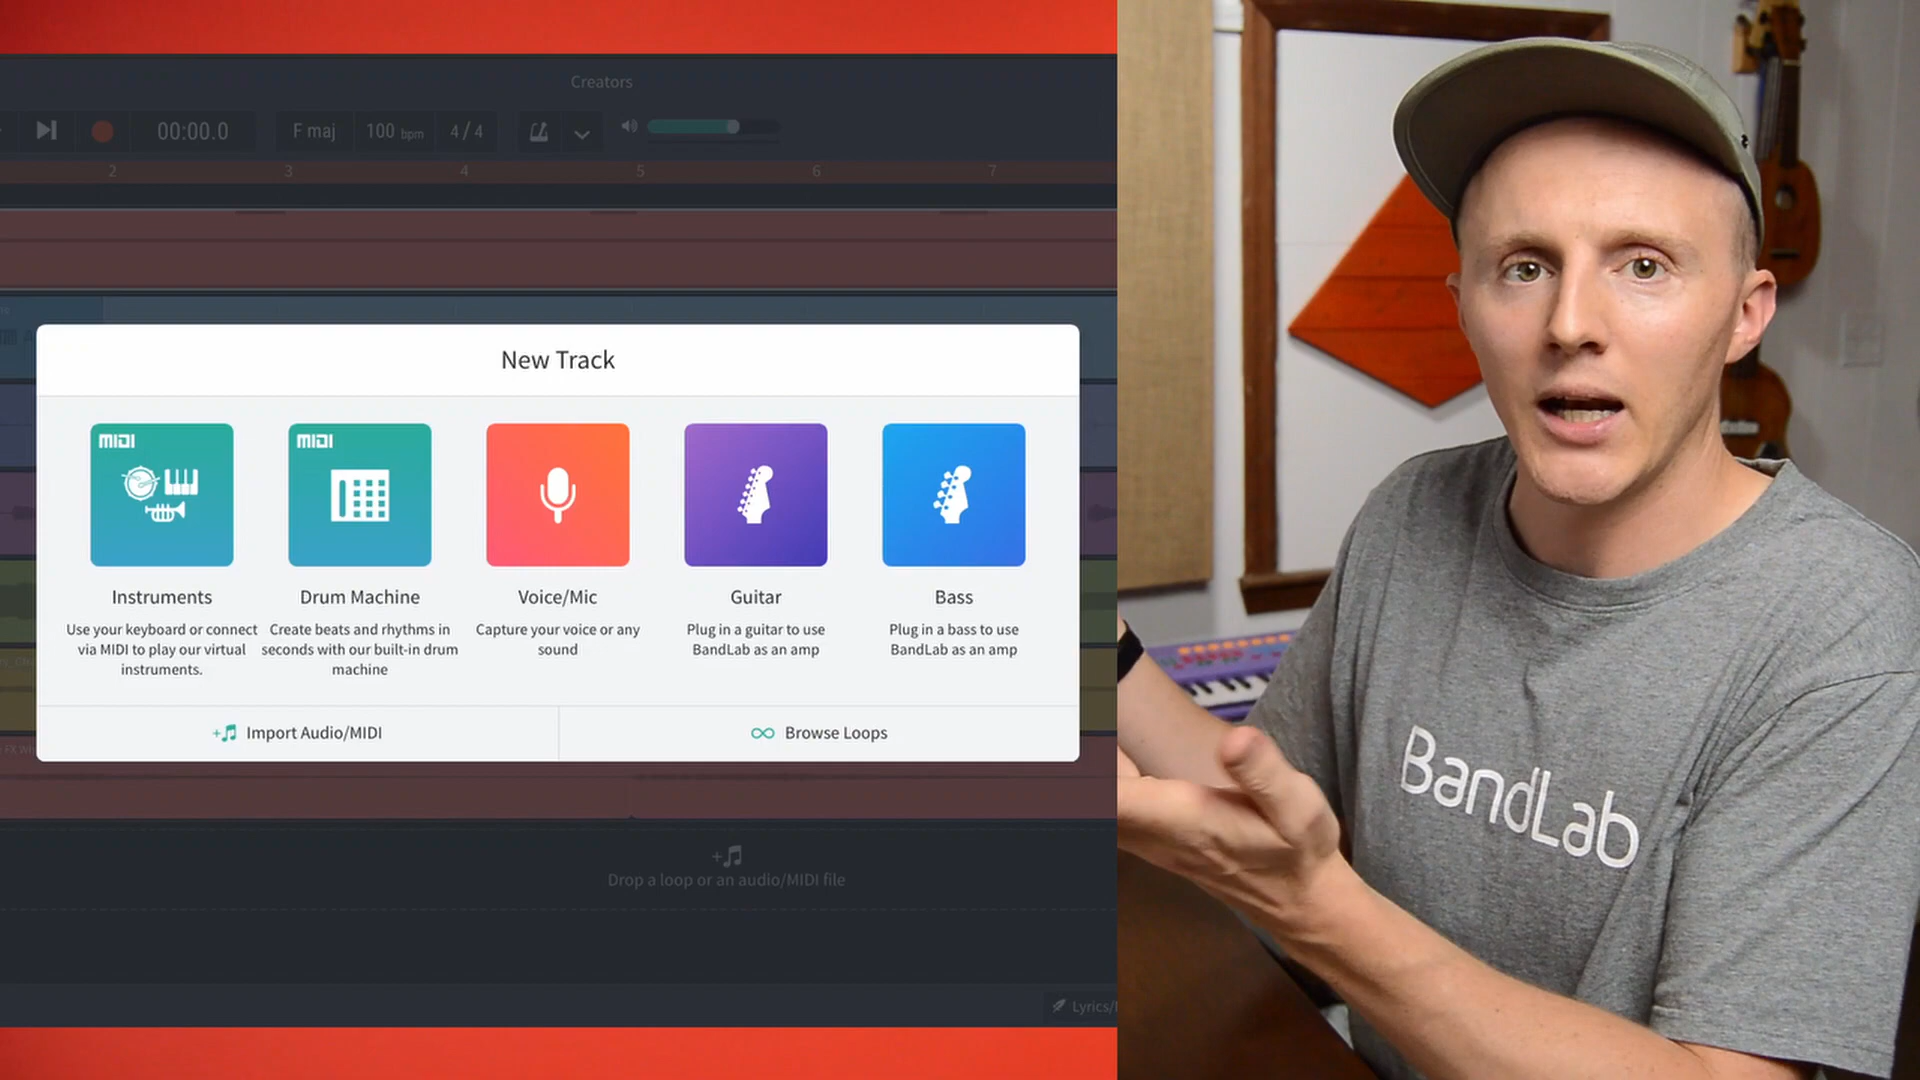 Creators
00:00.0
F maj
100 bpm
4/4
2 3 4 5 6 7
New Track
MIDI
MIDI
Instruments
Drum Machine
Voice/Mic
Guitar
Bass
Use your keyboard or connect
via MIDI to play our virtual
instruments.
Create beats and rhythms in
seconds with our built-in drum
machine
Capture your voice or any
sound
Plug in a guitar to use
BandLab as an amp
Plug in a bass to use
BandLab as an amp
Import Audio/MIDI
Browse Loops
Drop a loop or an audio/MIDI file
Lyrics/
BandLab